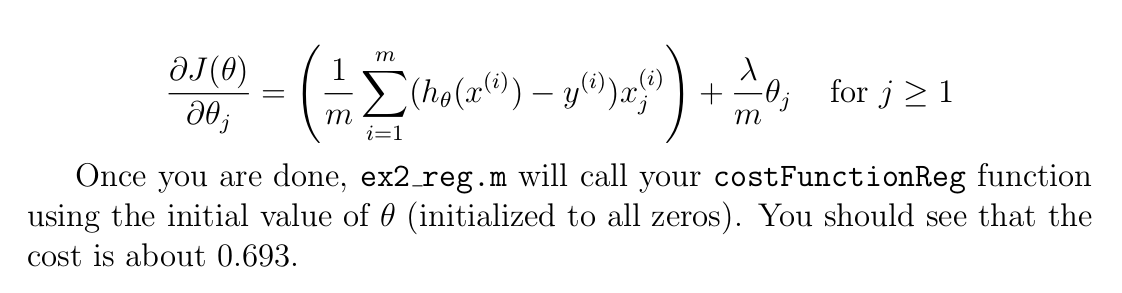 ∂J(θ)/∂θ_j = ( 1/m ∑_{i=1}^{m} (h_θ(x^{(i)}) − y^{(i)})x_j^{(i)} ) + λ/m θ_j for j ≥ 1
Once you are done, ex2_reg.m will call your costFunctionReg function
using the initial value of θ (initialized to all zeros). You should see that the
cost is about 0.693.